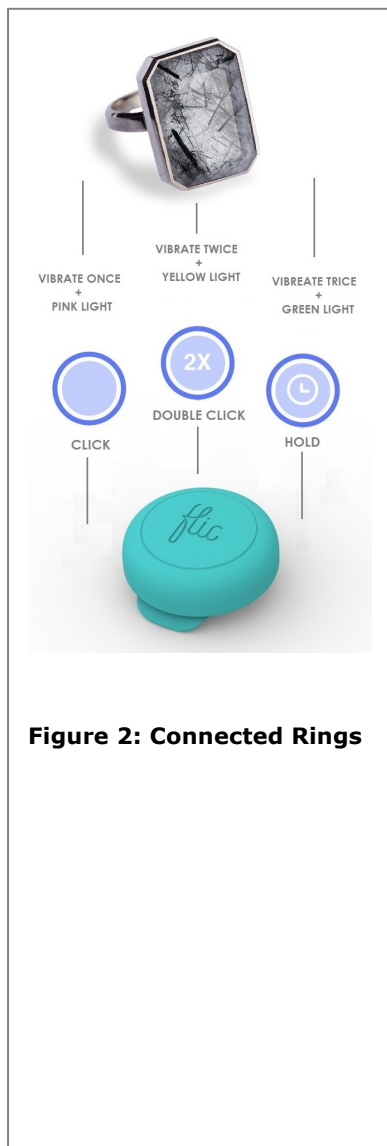 VIBRATE TWICE
+
YELLOW LIGHT
VIBRATE ONCE
+
PINK LIGHT
VIBREATE TRICE
+
GREEN LIGHT
2X
CLICK
DOUBLE CLICK
HOLD
flic
Figure 2: Connected Rings